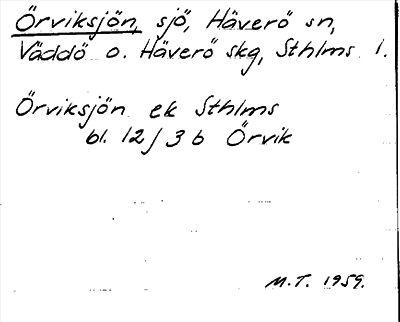 Örviksjön, sjö, Häverö sn,
Väddö o. Häverö skg, Sthlms l.
Örviksjön ek Sthlms
bl. 12/3 b Örvik
M.T. 1959.